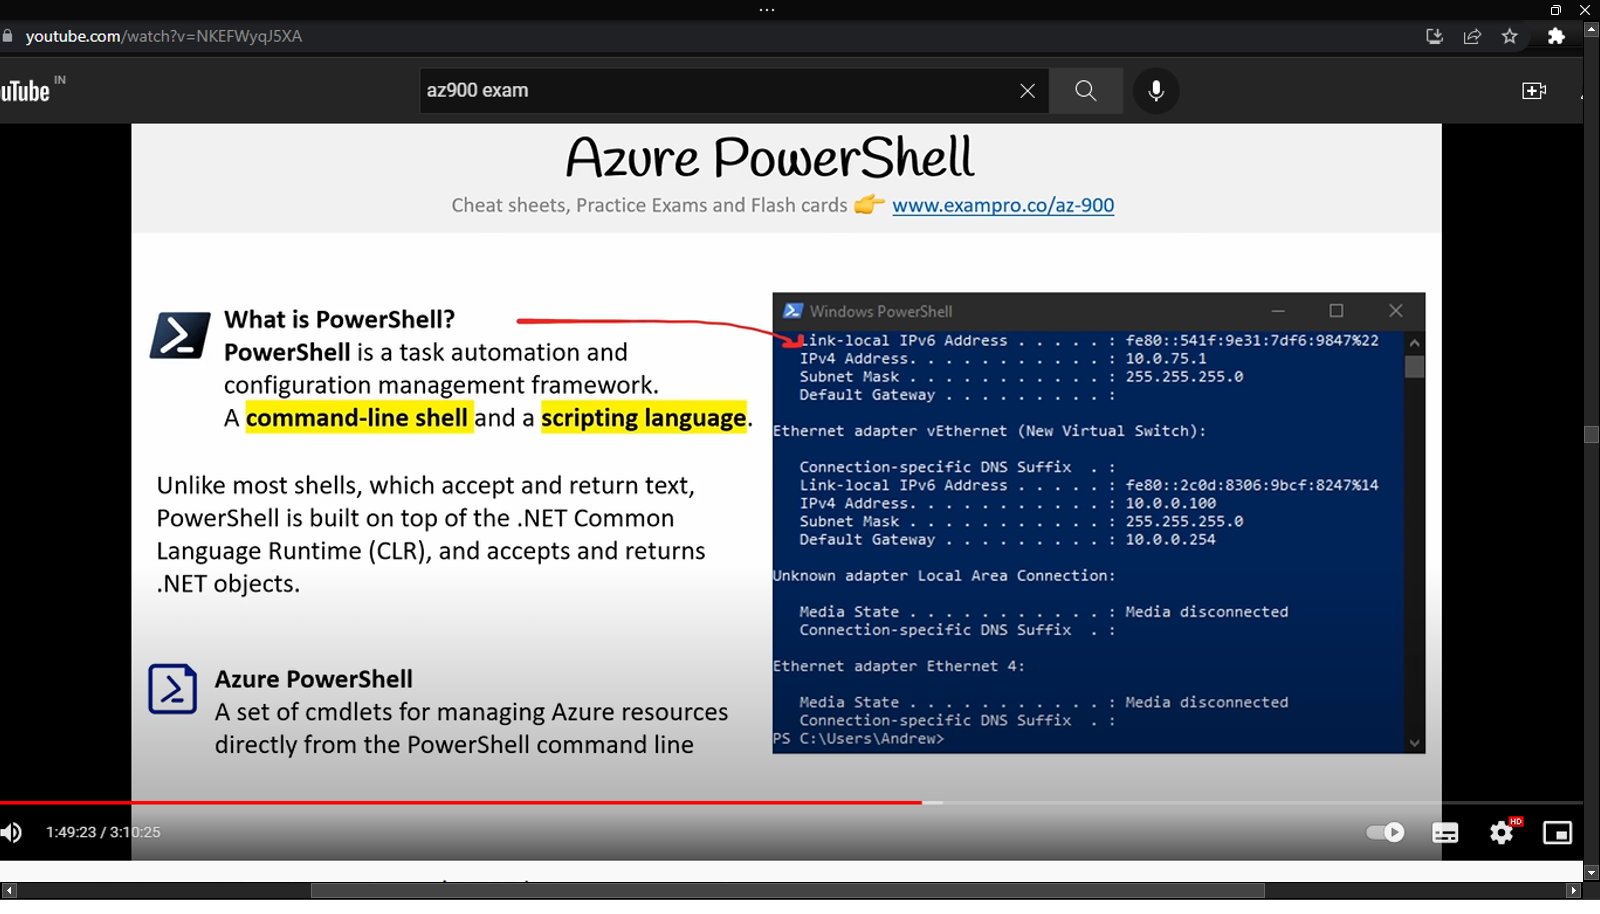 youtube.com/watch?v=NKEFWyqJ5XA
uTube IN
az900 exam
Azure PowerShell
Cheat sheets, Practice Exams and Flash cards 👉 www.exampro.co/az-900
What is PowerShell?
PowerShell is a task automation and
configuration management framework.
A command-line shell and a scripting language.
Unlike most shells, which accept and return text,
PowerShell is built on top of the .NET Common
Language Runtime (CLR), and accepts and returns
.NET objects.
Azure PowerShell
A set of cmdlets for managing Azure resources
directly from the PowerShell command line
Windows PowerShell
Link-local IPv6 Address . . . . . : fe80::541f:9e31:7df6:9847%22
IPv4 Address. . . . . . . . . . . : 10.0.75.1
Subnet Mask . . . . . . . . . . . : 255.255.255.0
Default Gateway . . . . . . . . . :
Ethernet adapter vEthernet (New Virtual Switch):
Connection-specific DNS Suffix  . :
Link-local IPv6 Address . . . . . : fe80::2c0d:8306:9bcf:8247%14
IPv4 Address. . . . . . . . . . . : 10.0.0.100
Subnet Mask . . . . . . . . . . . : 255.255.255.0
Default Gateway . . . . . . . . . : 10.0.0.254
Unknown adapter Local Area Connection:
Media State . . . . . . . . . . . : Media disconnected
Connection-specific DNS Suffix  . :
Ethernet adapter Ethernet 4:
Media State . . . . . . . . . . . : Media disconnected
Connection-specific DNS Suffix  . :
PS C:\Users\Andrew>
1:49:23 / 3:10:25
HD